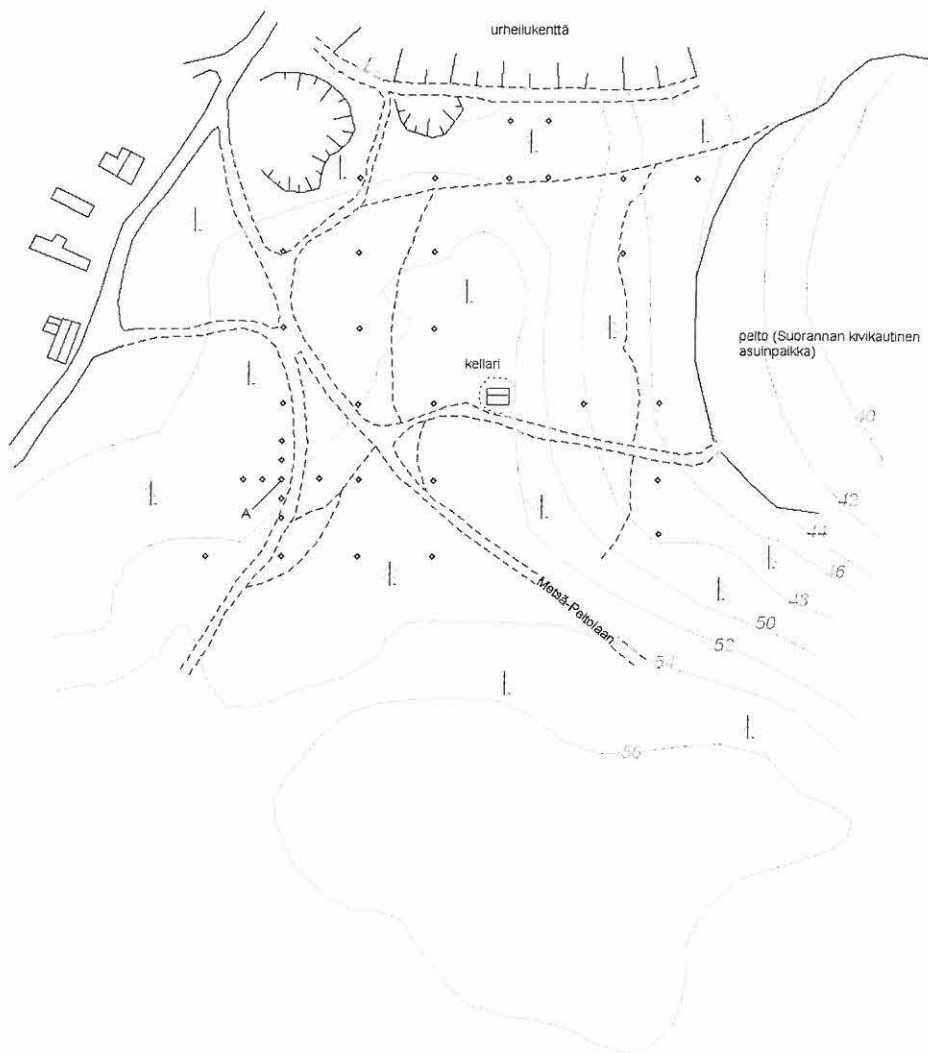 urheilukenttä
pelto (Suorannan kivikautinen
asuinpaikka)
kellari
40
A
42
44
46
48
50
52
54
Metsä-Peltolaan
56